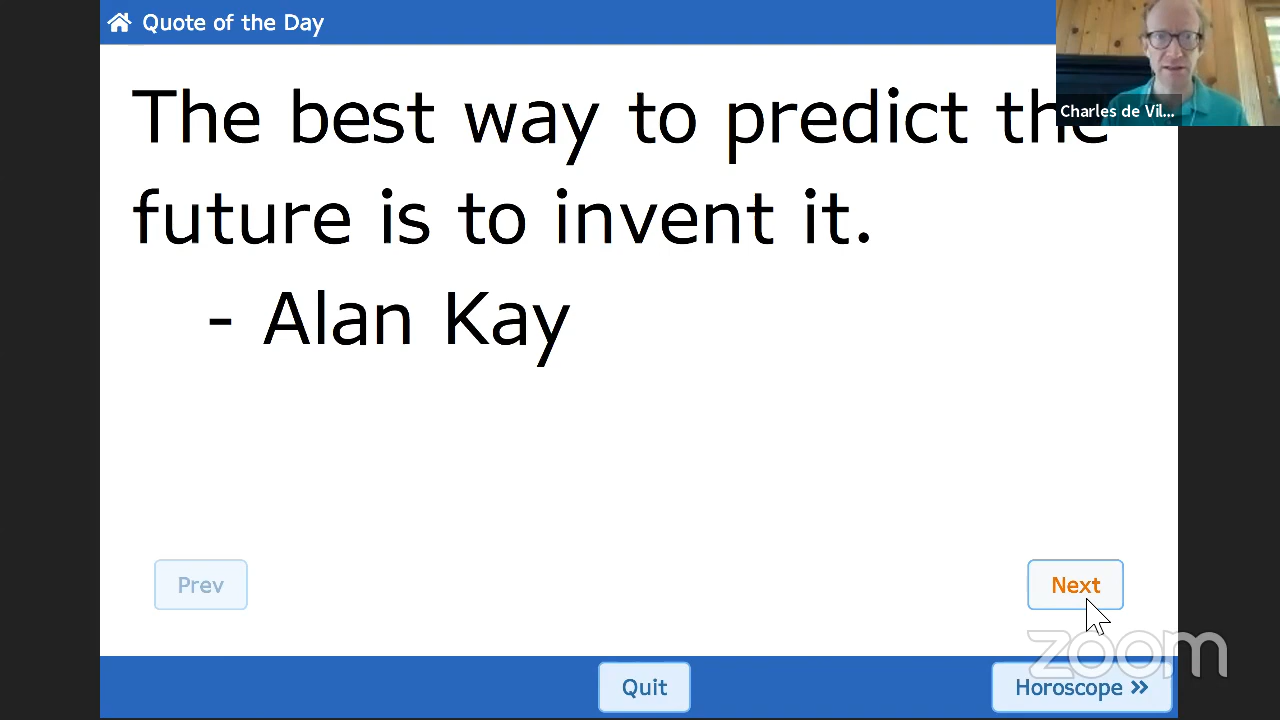 Quote of the Day
The best way to predict the
future is to invent it.
- Alan Kay
Charles de Vil...
Prev
Next
zoom
Quit
Horoscope »